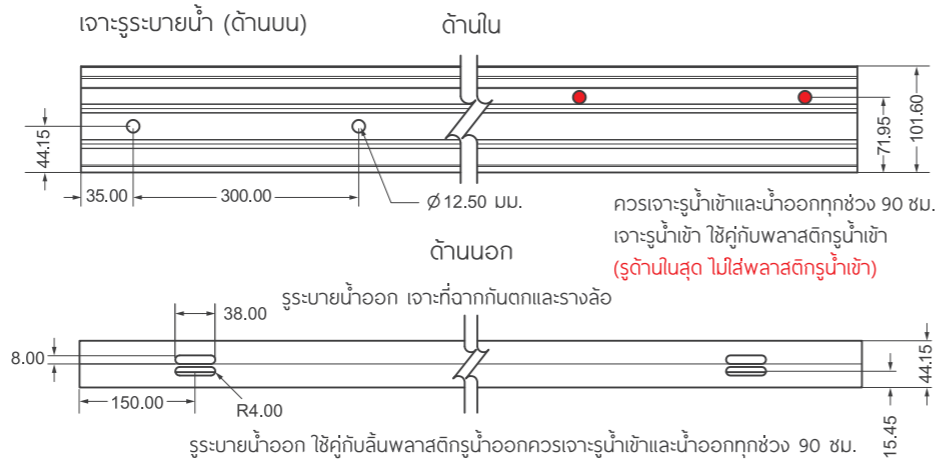 เจาะรูระบายน้ำ (ด้านบน)
ด้านใน
44.15
35.00
300.00
Ø 12.50 มม.
71.95
101.60
ควรเจาะรูน้ำเข้าและน้ำออกทุกช่วง 90 ซม.
เจาะรูน้ำเข้า ใช้คู่กับพลาสติกรูน้ำเข้า
(รูด้านในสุด ไม่ใส่พลาสติกรูน้ำเข้า)
ด้านนอก
รูระบายน้ำออก เจาะที่ฉากกันตกและรางล้อ
38.00
8.00
150.00
R4.00
44.15
15.45
รูระบายน้ำออก ใช้คู่กับลิ้นพลาสติกรูน้ำออกควรเจาะรูน้ำเข้าและน้ำออกทุกช่วง 90 ซม.